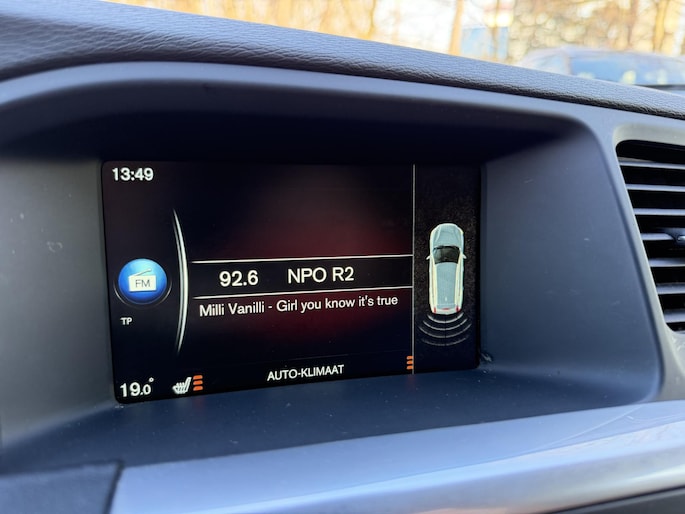 13:49
FM
92.6 NPO R2
Milli Vanilli - Girl you know it's true
TP
19.0°
AUTO-KLIMAAT